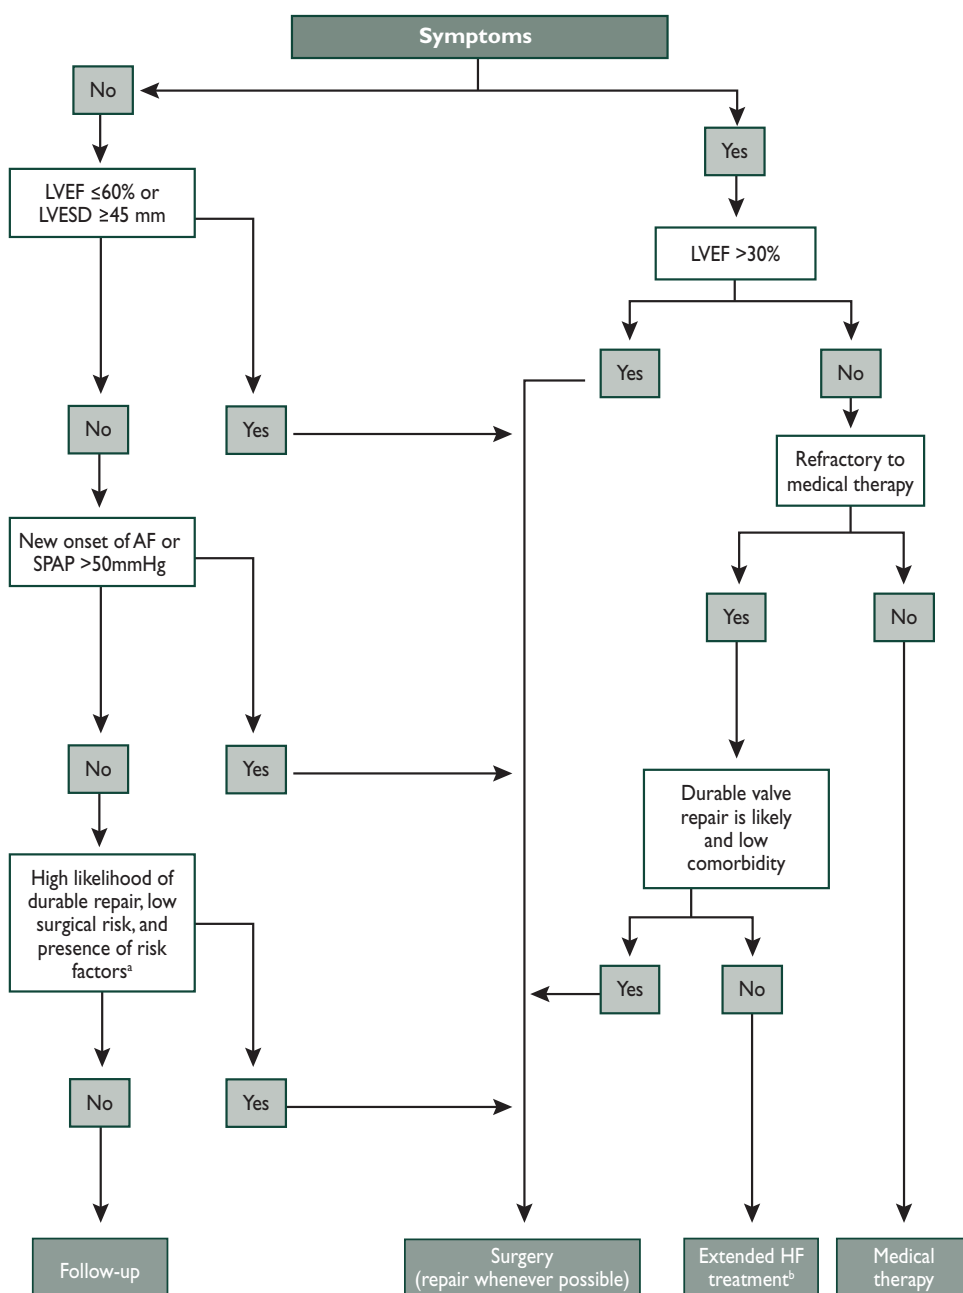 Symptoms
No
Yes
LVEF ≤60% or
LVESD ≥45 mm
LVEF >30%
Yes
No
No
Yes
Refractory to
medical therapy
New onset of AF or
SPAP >50mmHg
Yes
No
No
Yes
Durable valve
repair is likely
and low
comorbidity
High likelihood of
durable repair, low
surgical risk, and
presence of risk
factorsᵃ
Yes
No
No
Yes
Follow-up
Surgery
(repair whenever possible)
Extended HF
treatmentᵇ
Medical
therapy